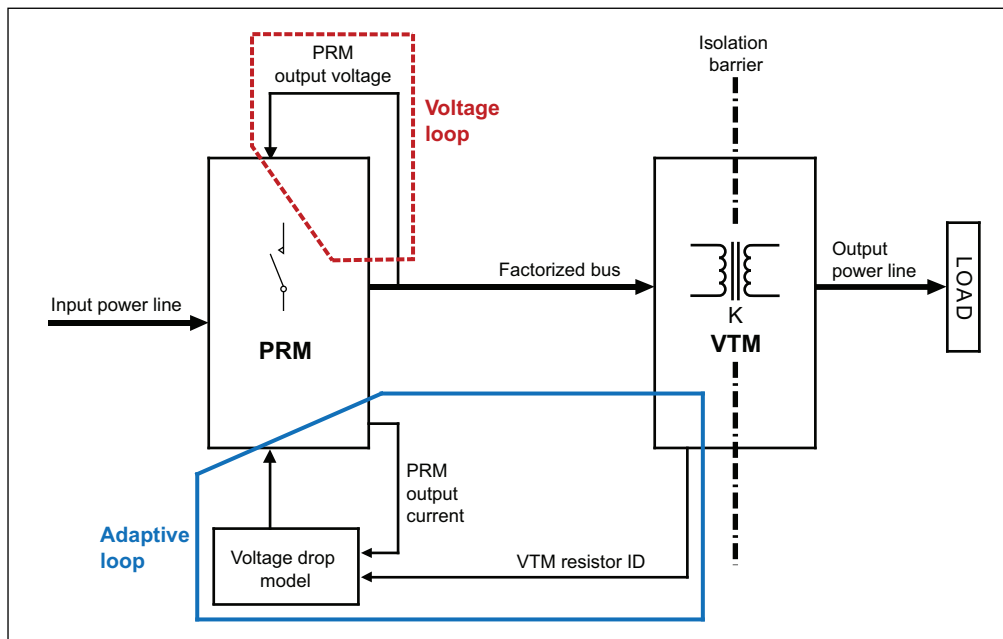 PRM
output voltage
Voltage
loop
Isolation
barrier
Input power line
PRM
Factorized bus
K
VTM
Output
power line
LOAD
PRM
output
current
Adaptive
loop
Voltage drop
model
VTM resistor ID